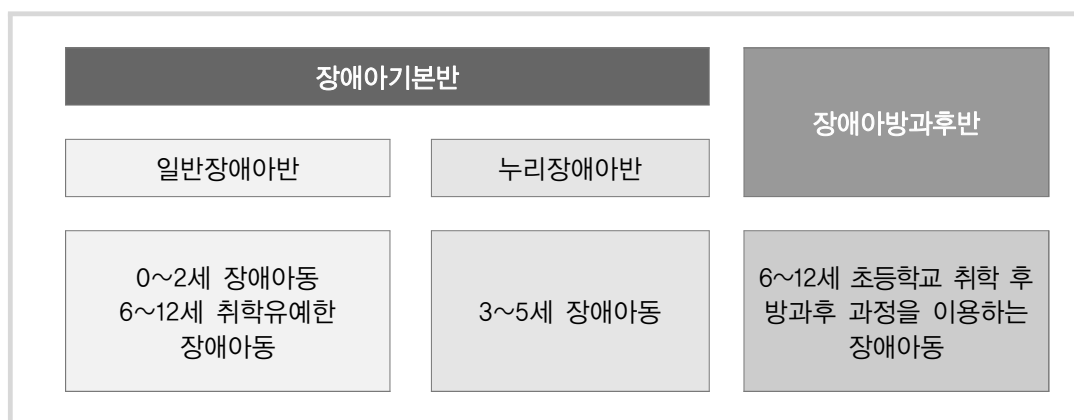 장애아기본반
장애아방과후반
일반장애아반
누리장애아반
0~2세 장애아동
6~12세 취학유예한
장애아동
3~5세 장애아동
6~12세 초등학교 취학 후
방과후 과정을 이용하는
장애아동